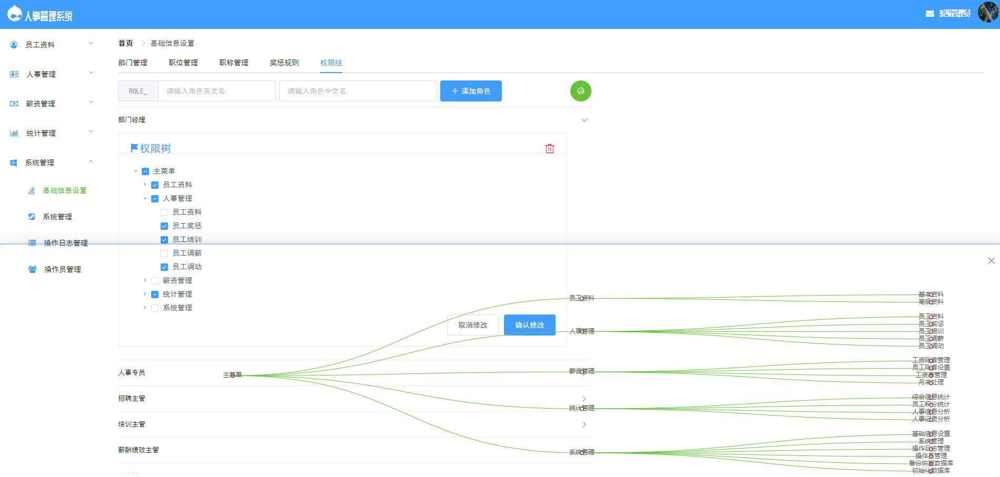 人事管理系统
系统管理员
员工资料
人事管理
薪资管理
统计管理
系统管理
基础信息设置
系统管理
操作日志管理
操作员管理
首页
基础信息设置
部门管理
职位管理
职称管理
奖惩规则
权限组
ROLE_
请输入角色英文名
请输入角色中文名
添加角色
部门经理
权限树
主菜单
员工资料
人事管理
员工资料
员工奖惩
员工培训
员工调薪
员工调动
薪资管理
统计管理
系统管理
取消修改
确认修改
人事专员
招聘主管
培训主管
薪酬绩效主管
主菜单
员工资料
基本资料
高级资料
人事管理
员工资料
员工奖惩
员工培训
员工调薪
员工调动
薪资管理
工资账套管理
员工账套设置
工资表管理
月末处理
统计管理
综合信息统计
员工积分统计
人事信息分析
人事记录分析
系统管理
基础信息设置
系统管理
操作日志管理
操作员管理
备份恢复数据库
初始化数据库